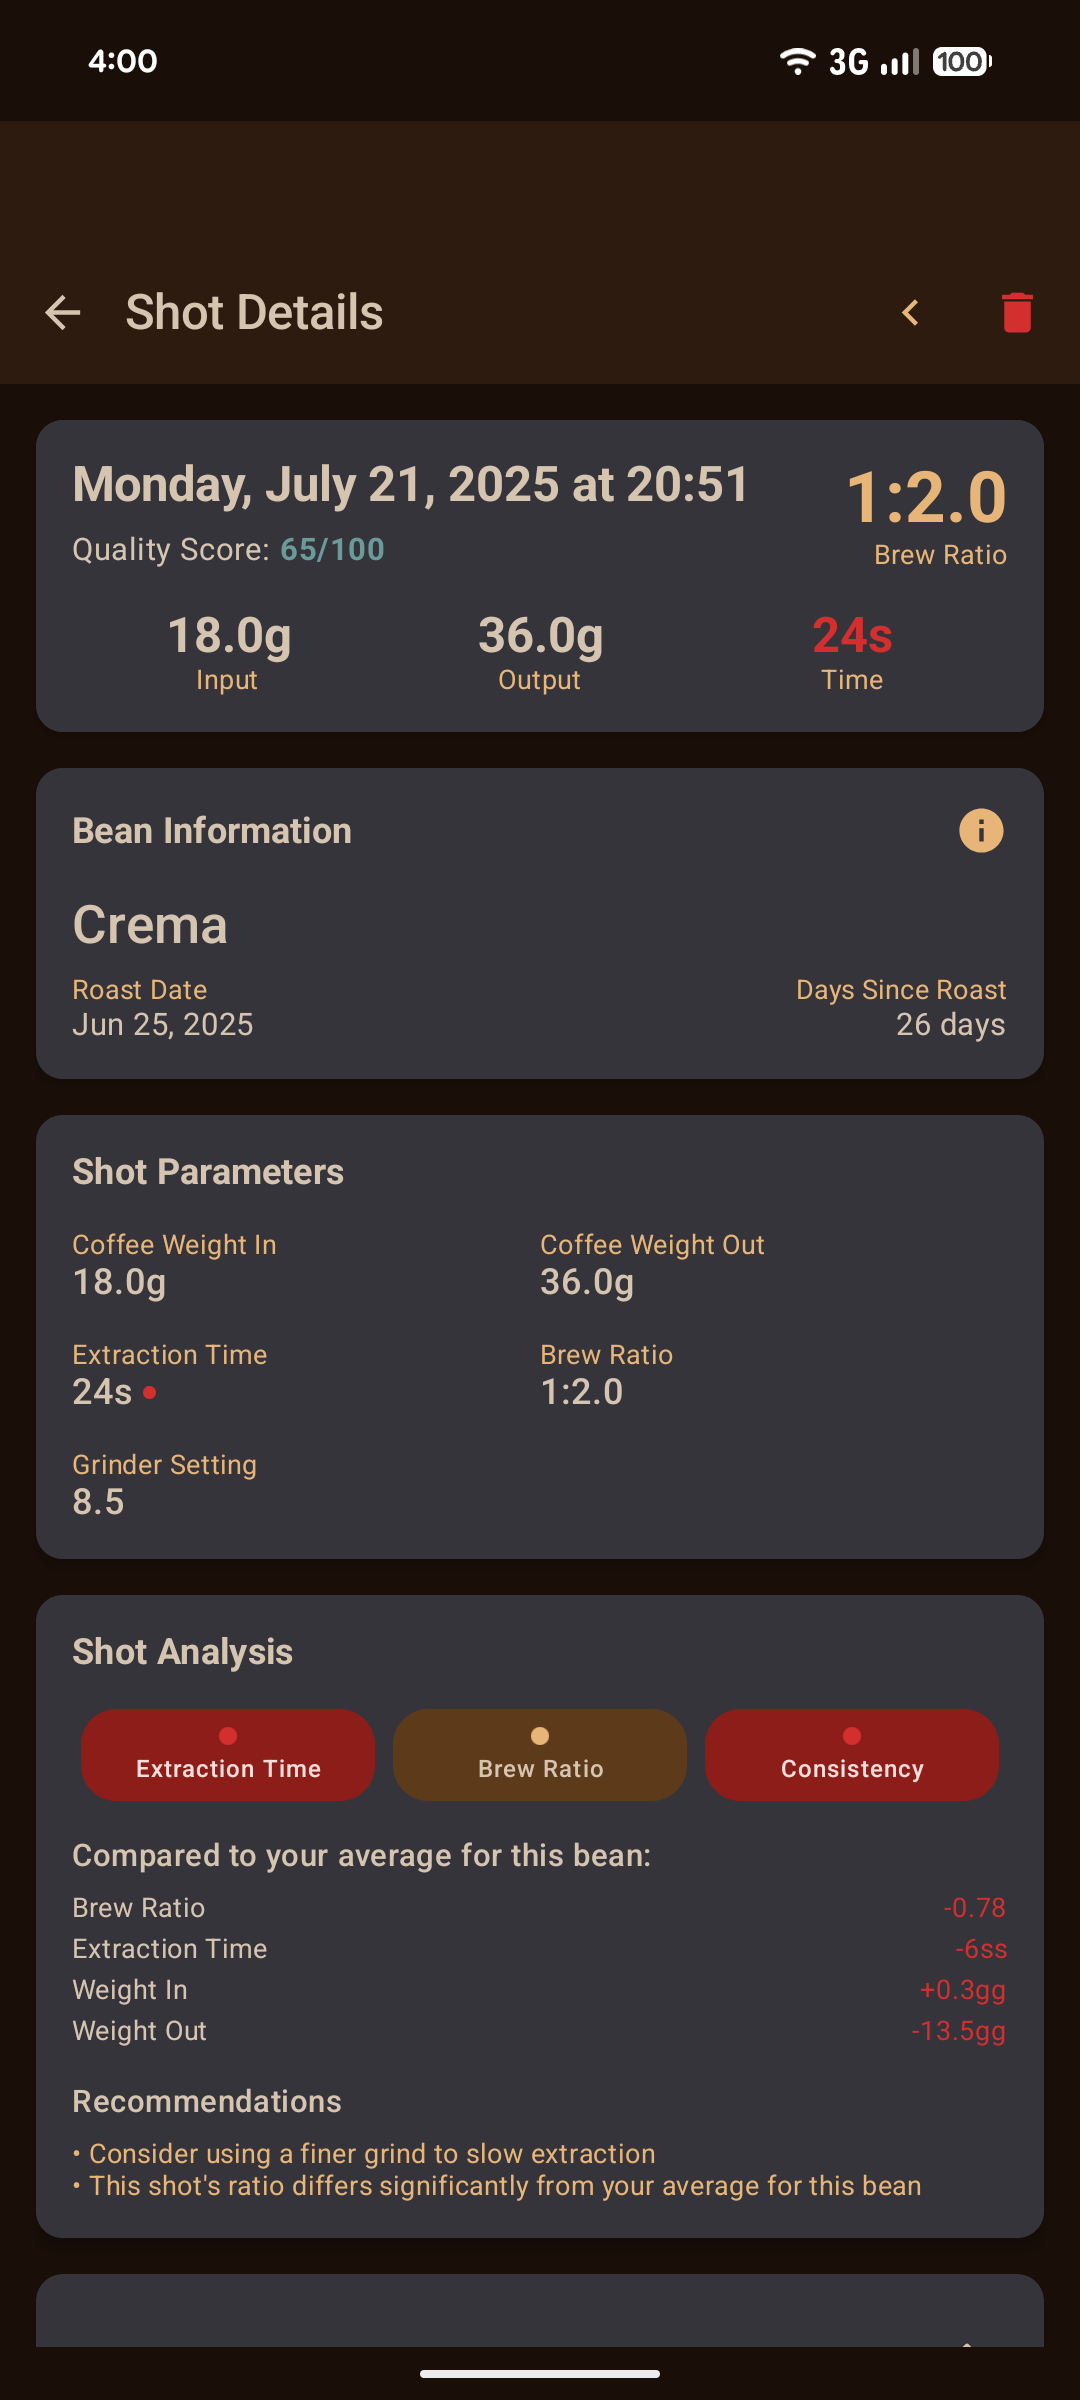 4:00
3G
100
Shot Details
Monday, July 21, 2025 at 20:51
1:2.0
Quality Score: 65/100
Brew Ratio
18.0g
36.0g
24s
Input
Output
Time
Bean Information
Crema
Roast Date
Days Since Roast
Jun 25, 2025
26 days
Shot Parameters
Coffee Weight In
Coffee Weight Out
18.0g
36.0g
Extraction Time
Brew Ratio
24s
1:2.0
Grinder Setting
8.5
Shot Analysis
Extraction Time
Brew Ratio
Consistency
Compared to your average for this bean:
Brew Ratio -0.78
Extraction Time -6ss
Weight In +0.3gg
Weight Out -13.5gg
Recommendations
• Consider using a finer grind to slow extraction
• This shot's ratio differs significantly from your average for this bean